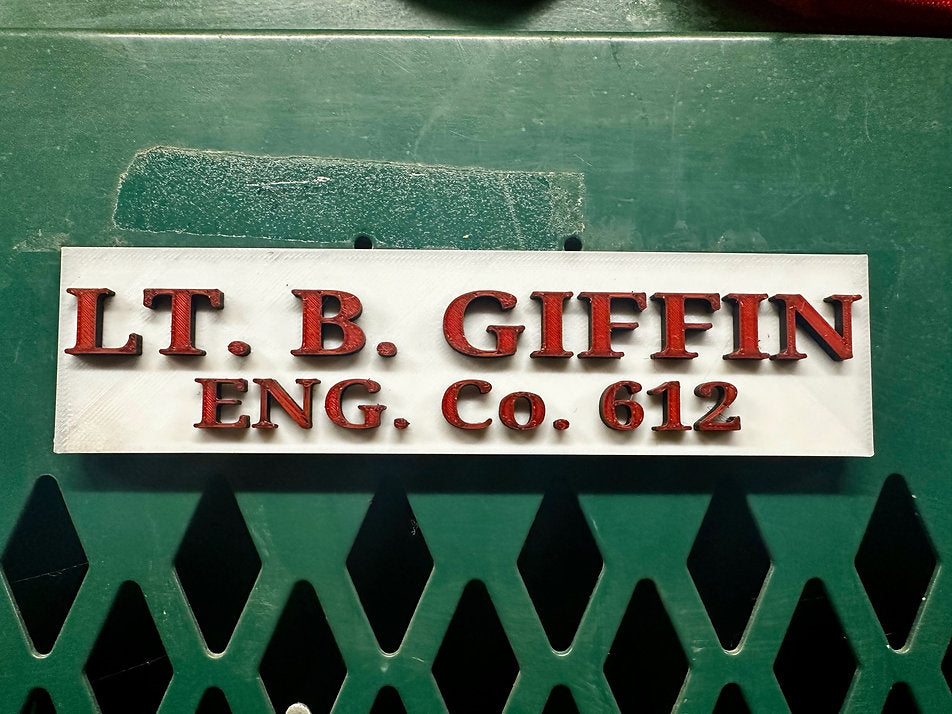 LT. B. GIFFIN
ENG. Co. 612